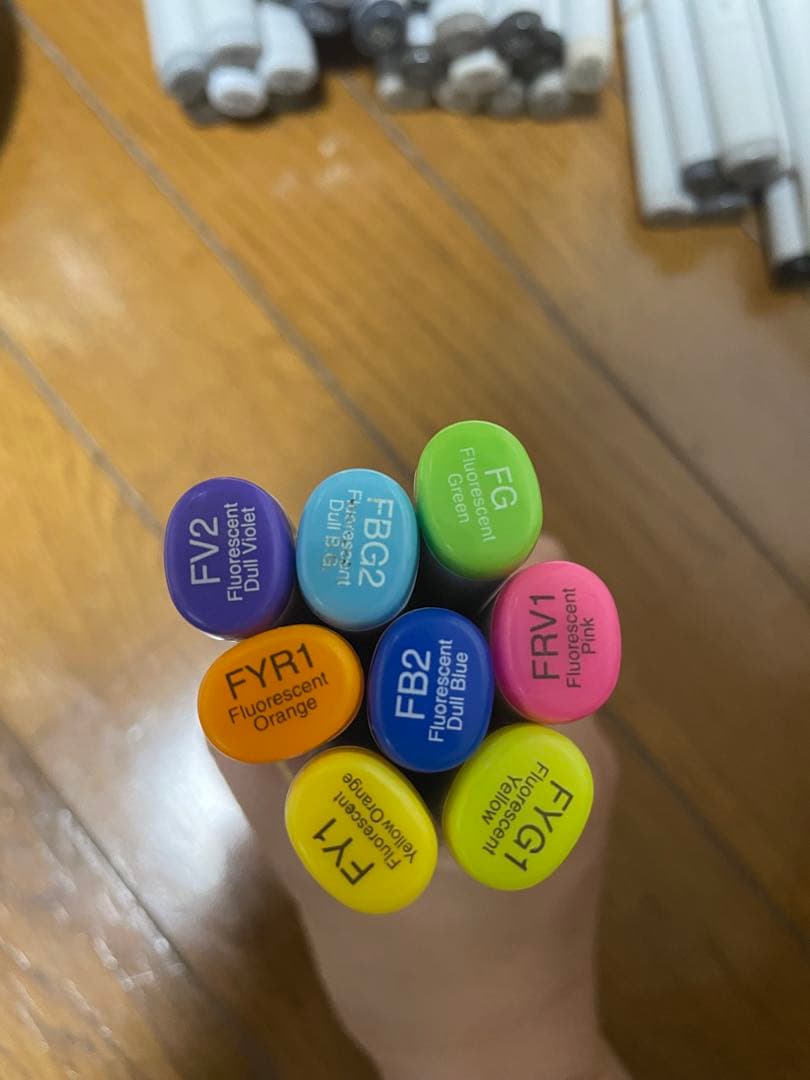 FV2
Fluorescent
Dull Violet
FBG2
Fluorescent
Dull B.G.
FG
Fluorescent
Green
FYR1
Fluorescent
Orange
FB2
Fluorescent
Dull Blue
FRV1
Fluorescent
Pink
FY1
Fluorescent
Yellow Orange
FYG1
Fluorescent
Yellow